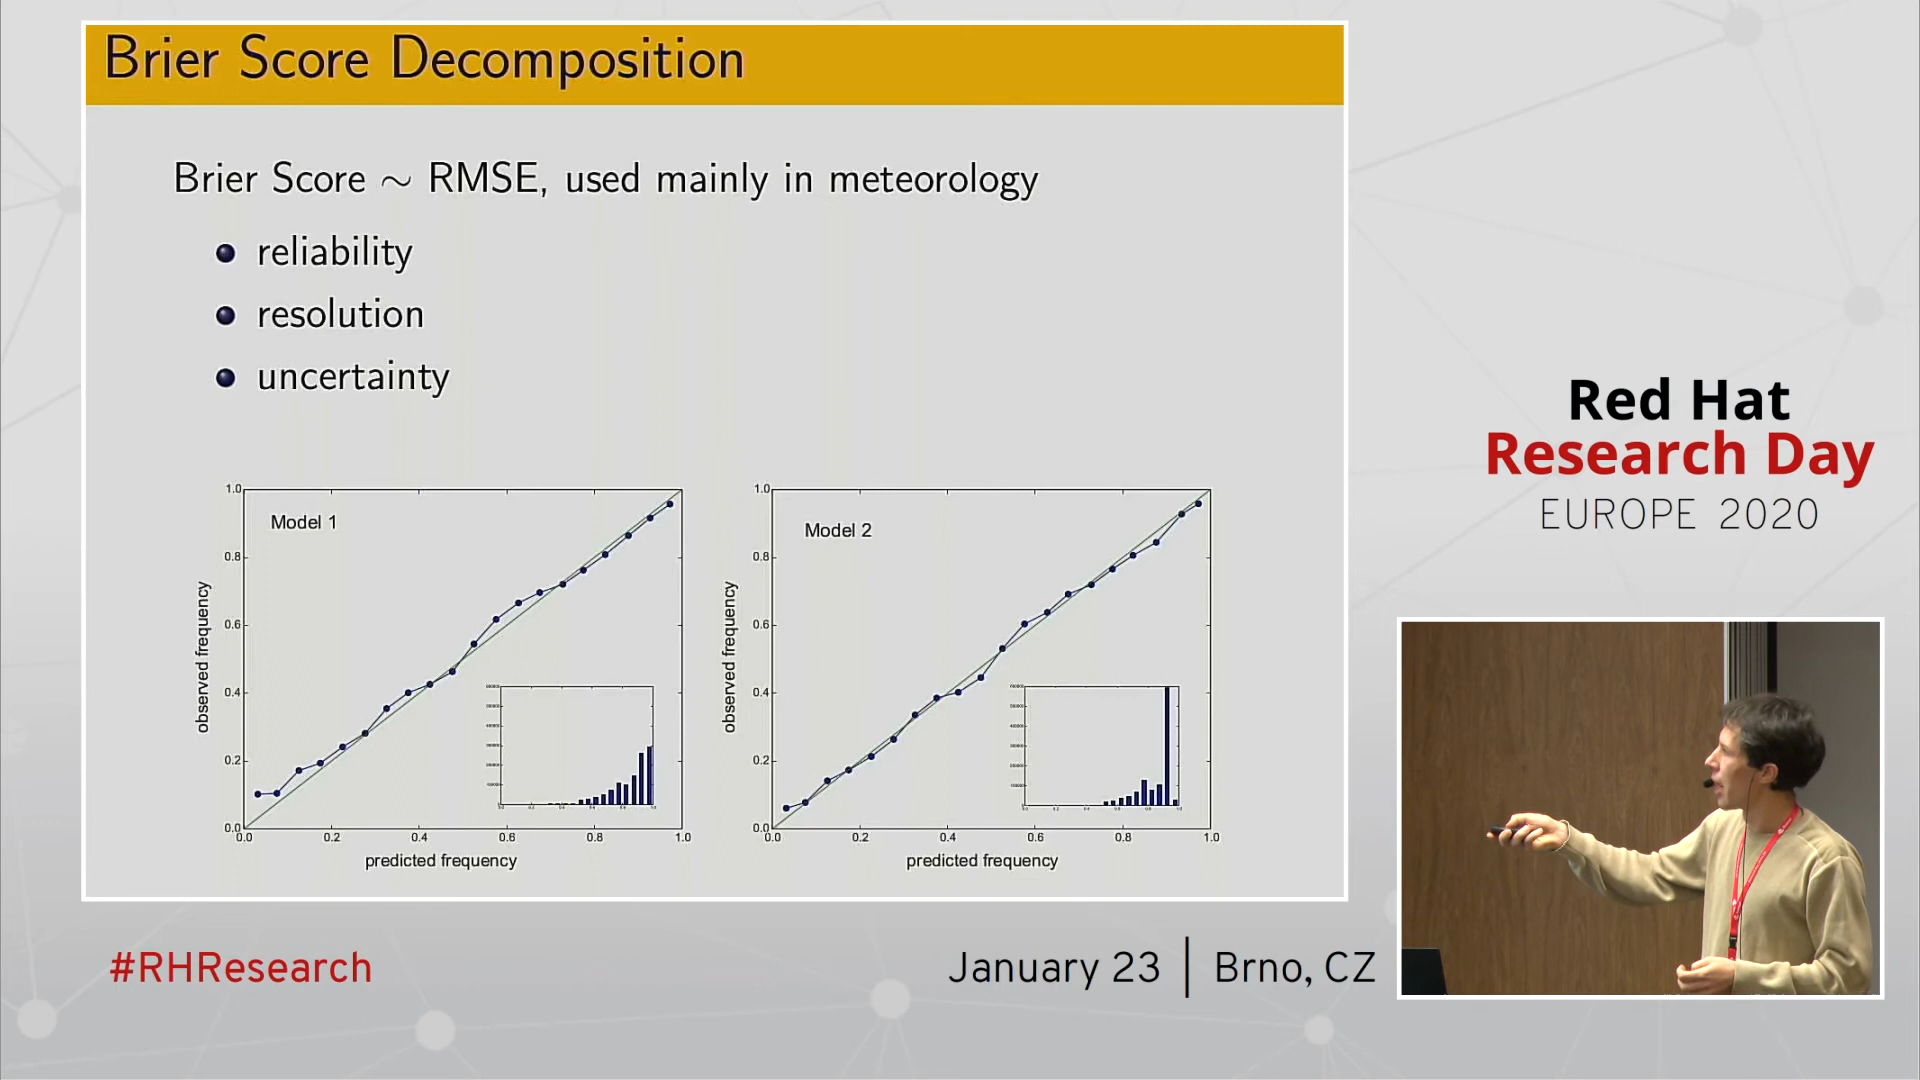 Brier Score Decomposition
Brier Score ~ RMSE, used mainly in meteorology
reliability
resolution
uncertainty
Model 1
observed frequency
1.0
0.8
0.6
0.4
0.2
0.0
0.0 0.2 0.4 0.6 0.8 1.0
predicted frequency
Model 2
observed frequency
1.0
0.8
0.6
0.4
0.2
0.0
0.0 0.2 0.4 0.6 0.8 1.0
predicted frequency
Red Hat
Research Day
EUROPE 2020
#RHResearch
January 23 | Brno, CZ